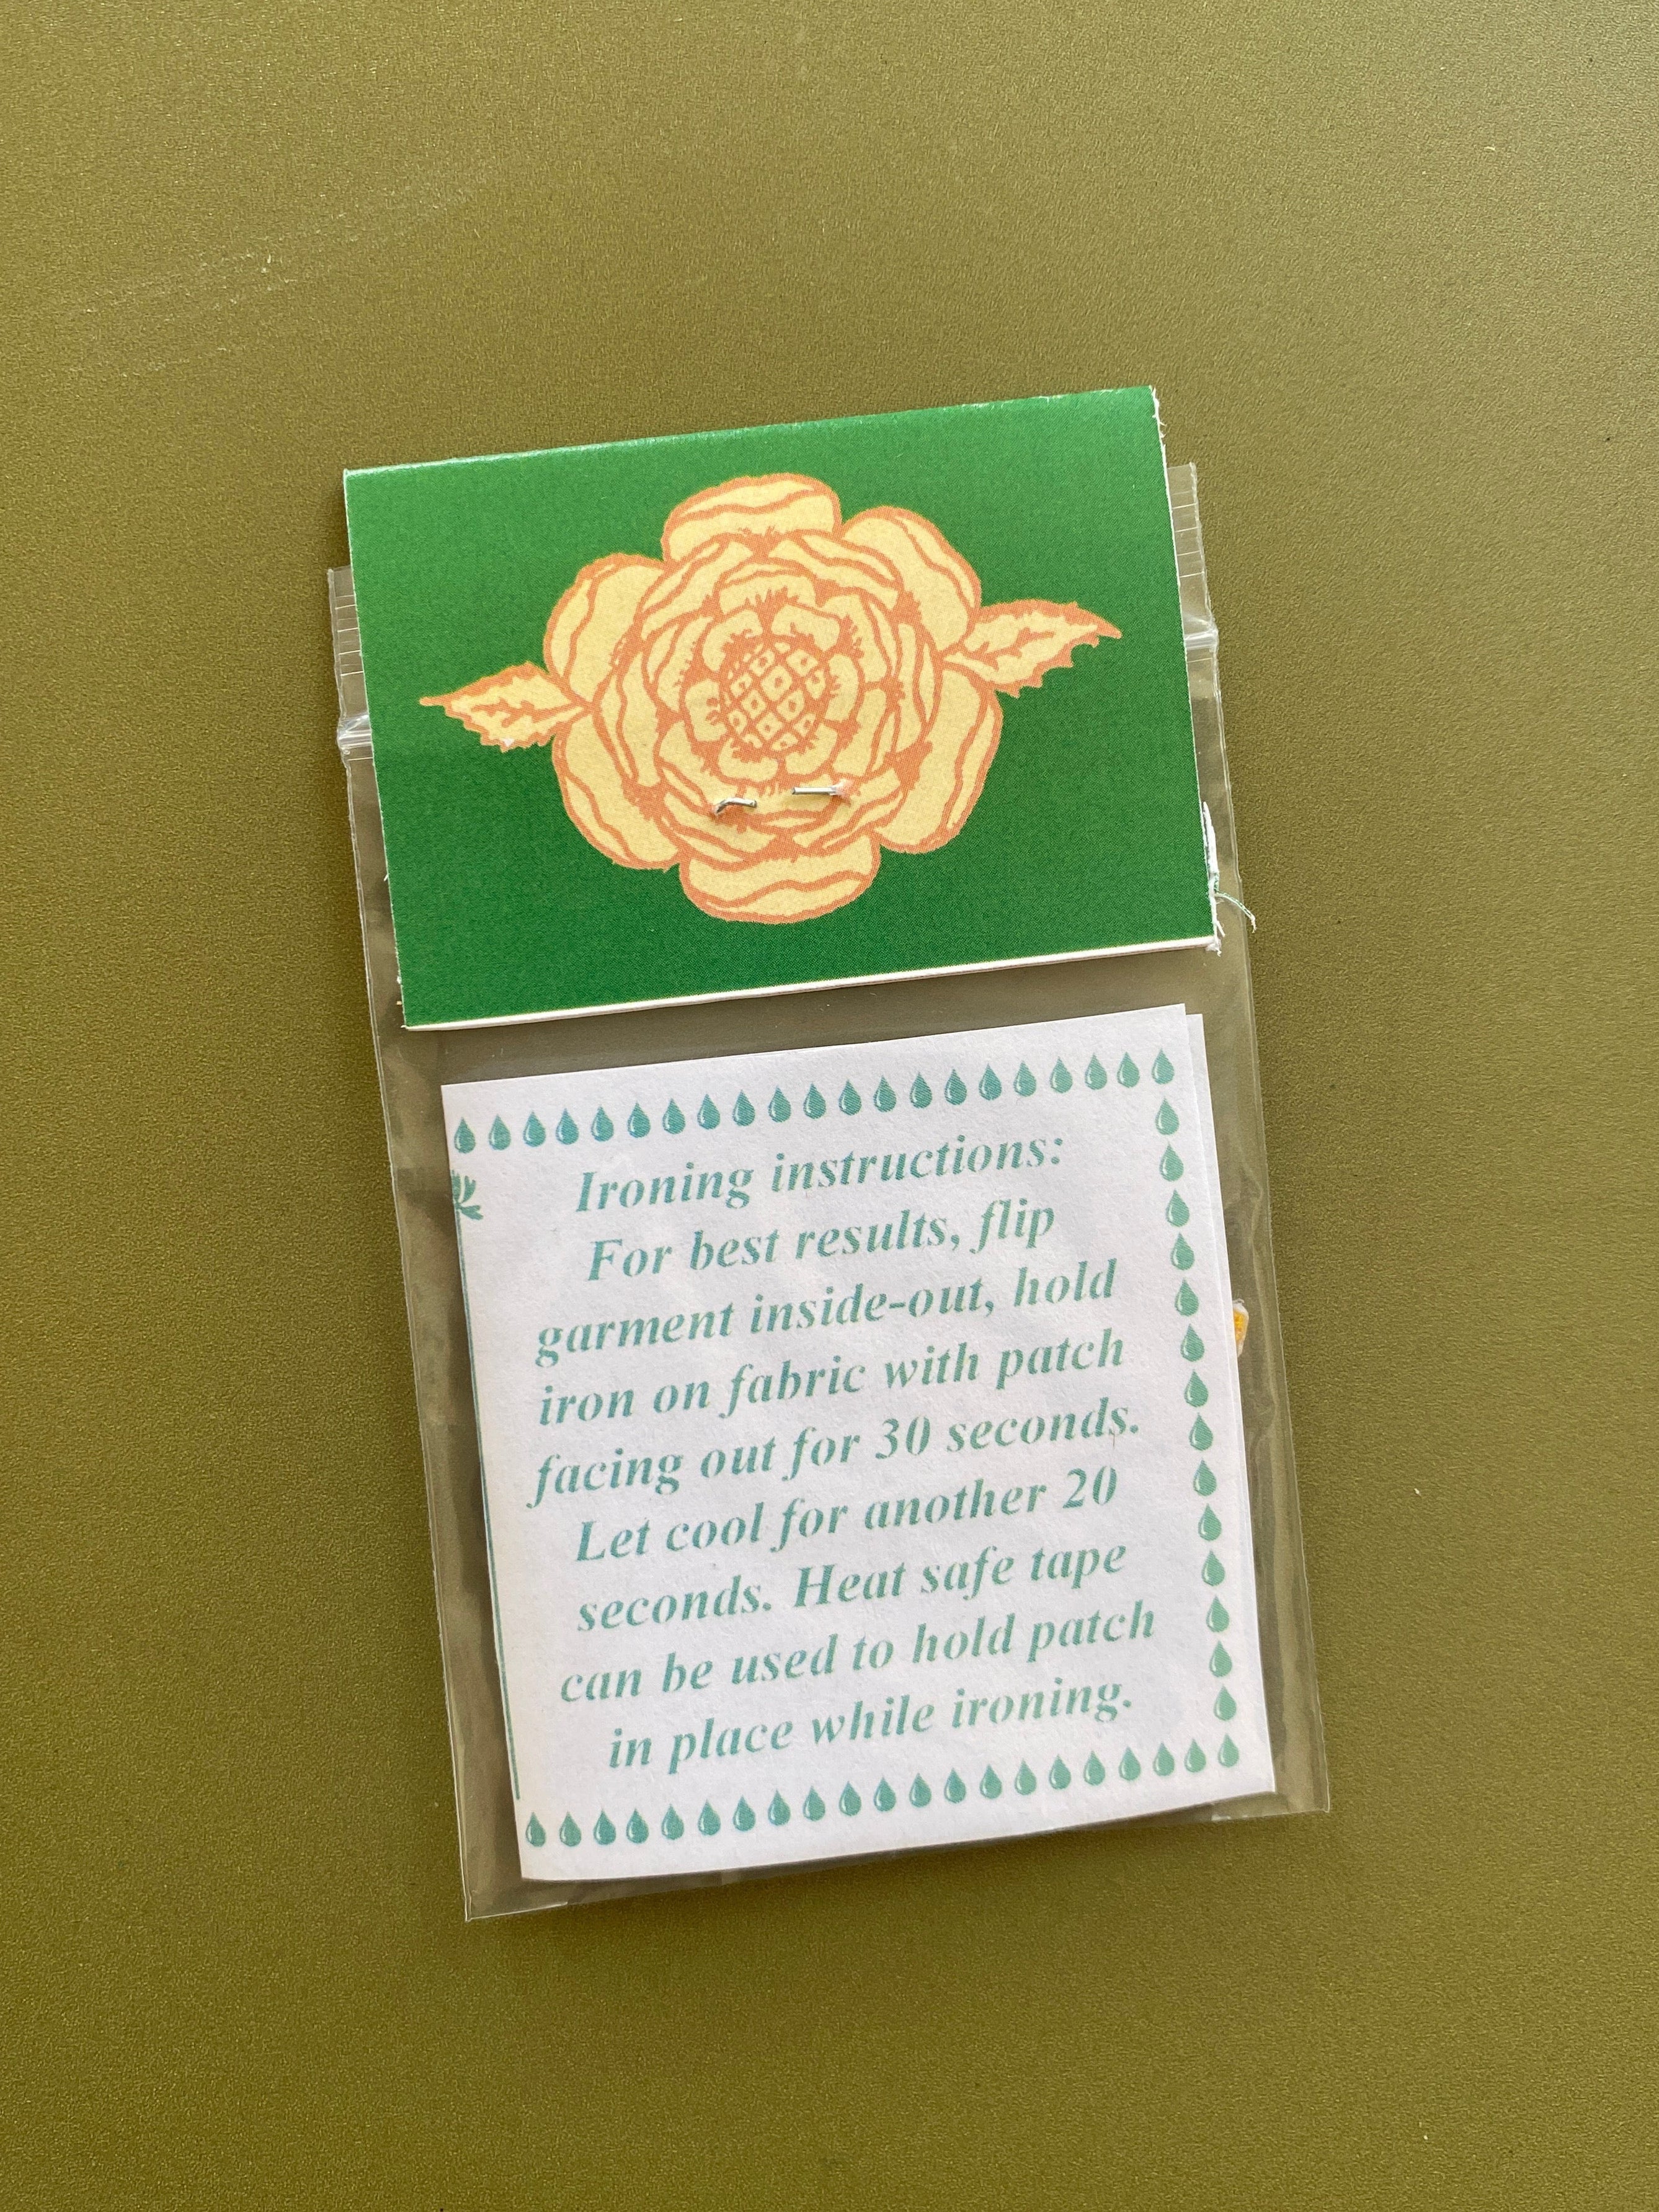 Ironing instructions:
For best results, flip
garment inside-out, hold
iron on fabric with patch
facing out for 30 seconds.
Let cool for another 20
seconds. Heat safe tape
can be used to hold patch
in place while ironing.